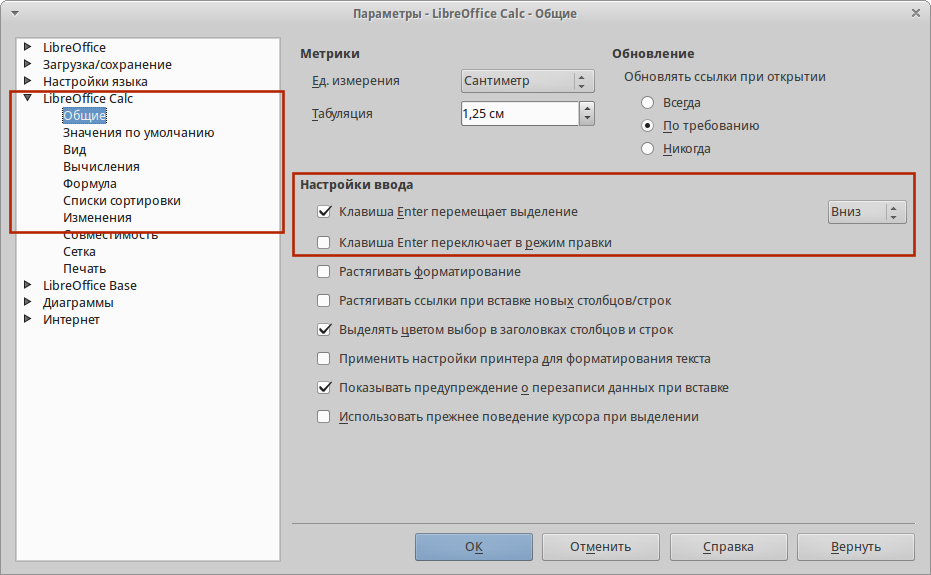 Параметры - LibreOffice Calc - Общие
LibreOffice
Загрузка/сохранение
Настройки языка
LibreOffice Calc
Общие
Значения по умолчанию
Вид
Вычисления
Формула
Списки сортировки
Изменения
Совместимость
Сетка
Печать
LibreOffice Base
Диаграммы
Интернет
Метрики
Ед. измерения
Сантиметр
Табуляция
1,25 см
Обновление
Обновлять ссылки при открытии
Всегда
По требованию
Никогда
Настройки ввода
Клавиша Enter перемещает выделение
Вниз
Клавиша Enter переключает в режим правки
Растягивать форматирование
Растягивать ссылки при вставке новых столбцов/строк
Выделять цветом выбор в заголовках столбцов и строк
Применить настройки принтера для форматирования текста
Показывать предупреждение о перезаписи данных при вставке
Использовать прежнее поведение курсора при выделении
OK
Отменить
Справка
Вернуть